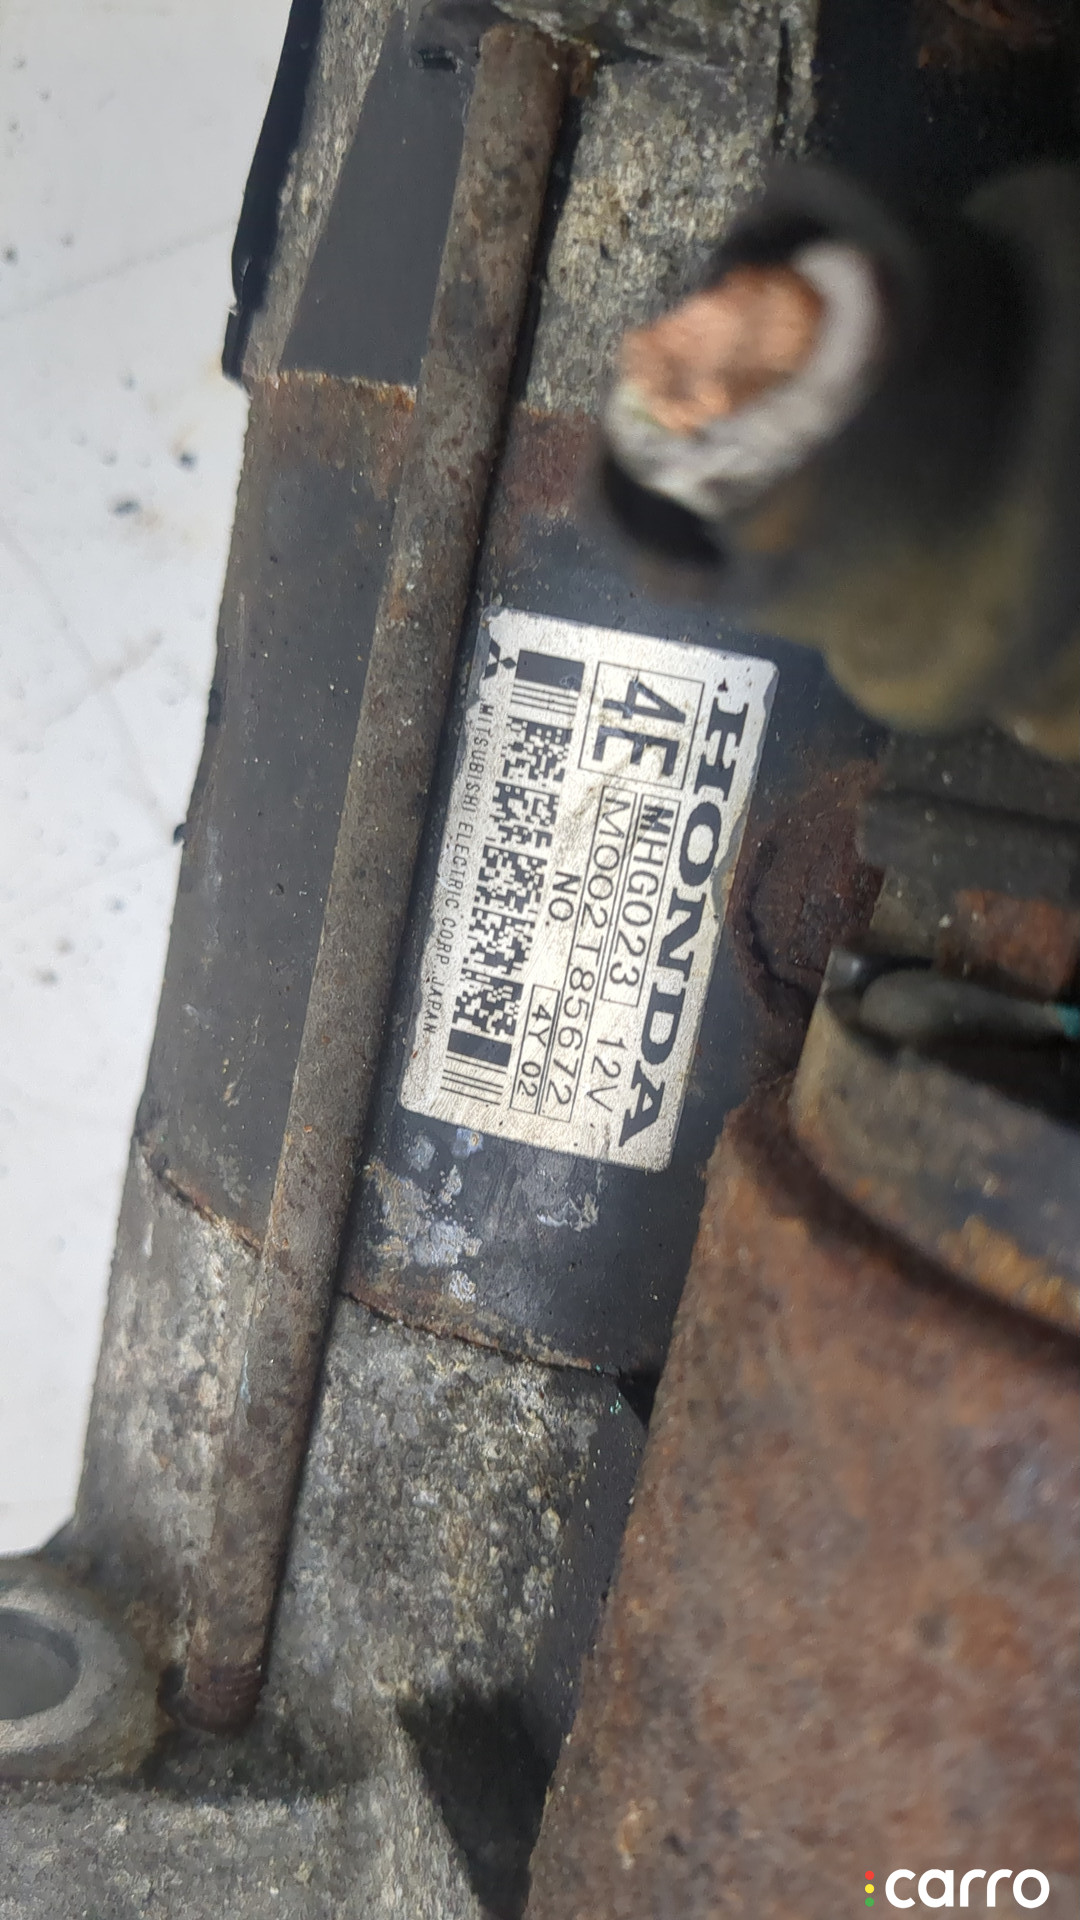 HONDA
4E
MHG023 12V
M002T85672
NO. 4Y 02
MITSUBISHI ELECTRIC CORP. JAPAN
carro